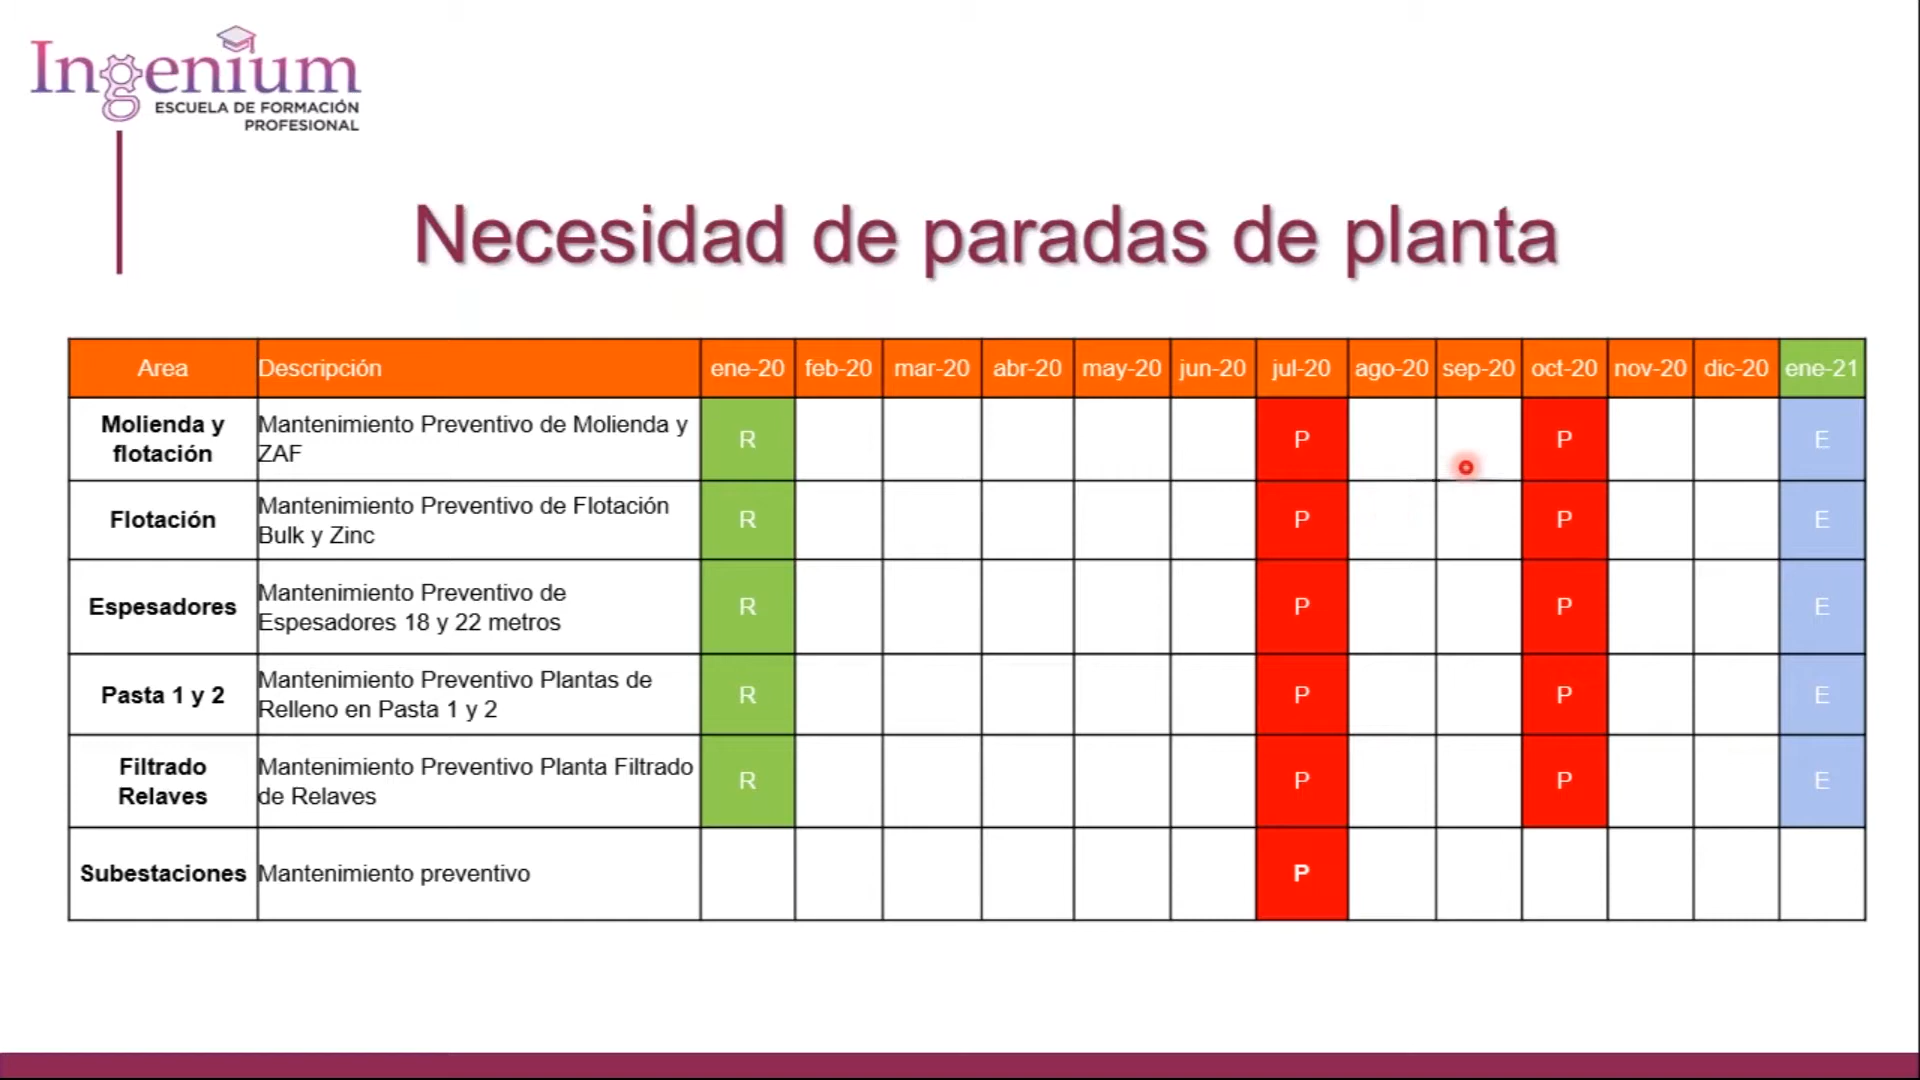 Ingenium
ESCUELA DE FORMACIÓN
PROFESIONAL
Necesidad de paradas de planta
Area Descripción ene-20 feb-20 mar-20 abr-20 may-20 jun-20 jul-20 ago-20 sep-20 oct-20 nov-20 dic-20 ene-21
Molienda y
flotación
Mantenimiento Preventivo de Molienda y
ZAF
R P P E
Flotación
Mantenimiento Preventivo de Flotación
Bulk y Zinc
R P P E
Espesadores
Mantenimiento Preventivo de
Espesadores 18 y 22 metros
R P P E
Pasta 1 y 2
Mantenimiento Preventivo Plantas de
Relleno en Pasta 1 y 2
R P P E
Filtrado
Relaves
Mantenimiento Preventivo Planta Filtrado
de Relaves
R P P E
Subestaciones Mantenimiento preventivo P